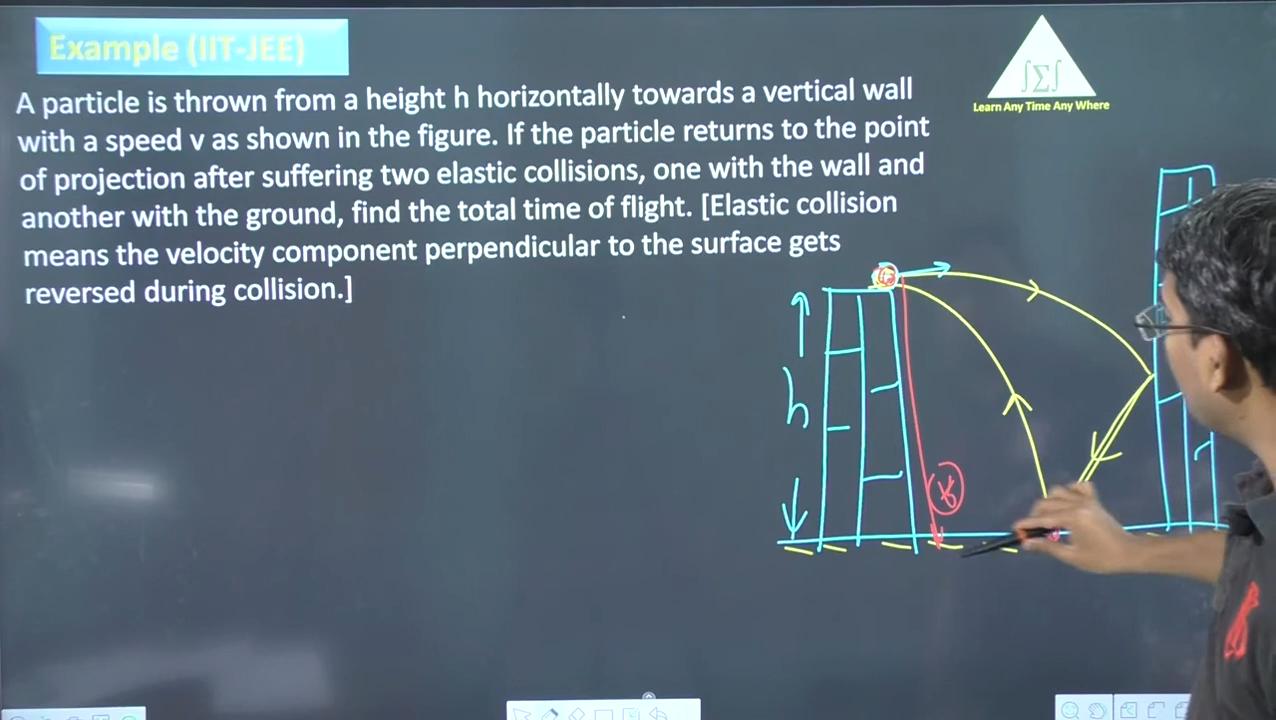 Example (IIT-JEE)
∫∑∫
Learn Any Time Any Where
A particle is thrown from a height h horizontally towards a vertical wall
with a speed v as shown in the figure. If the particle returns to the point
of projection after suffering two elastic collisions, one with the wall and
another with the ground, find the total time of flight. [Elastic collision
means the velocity component perpendicular to the surface gets
reversed during collision.]
h